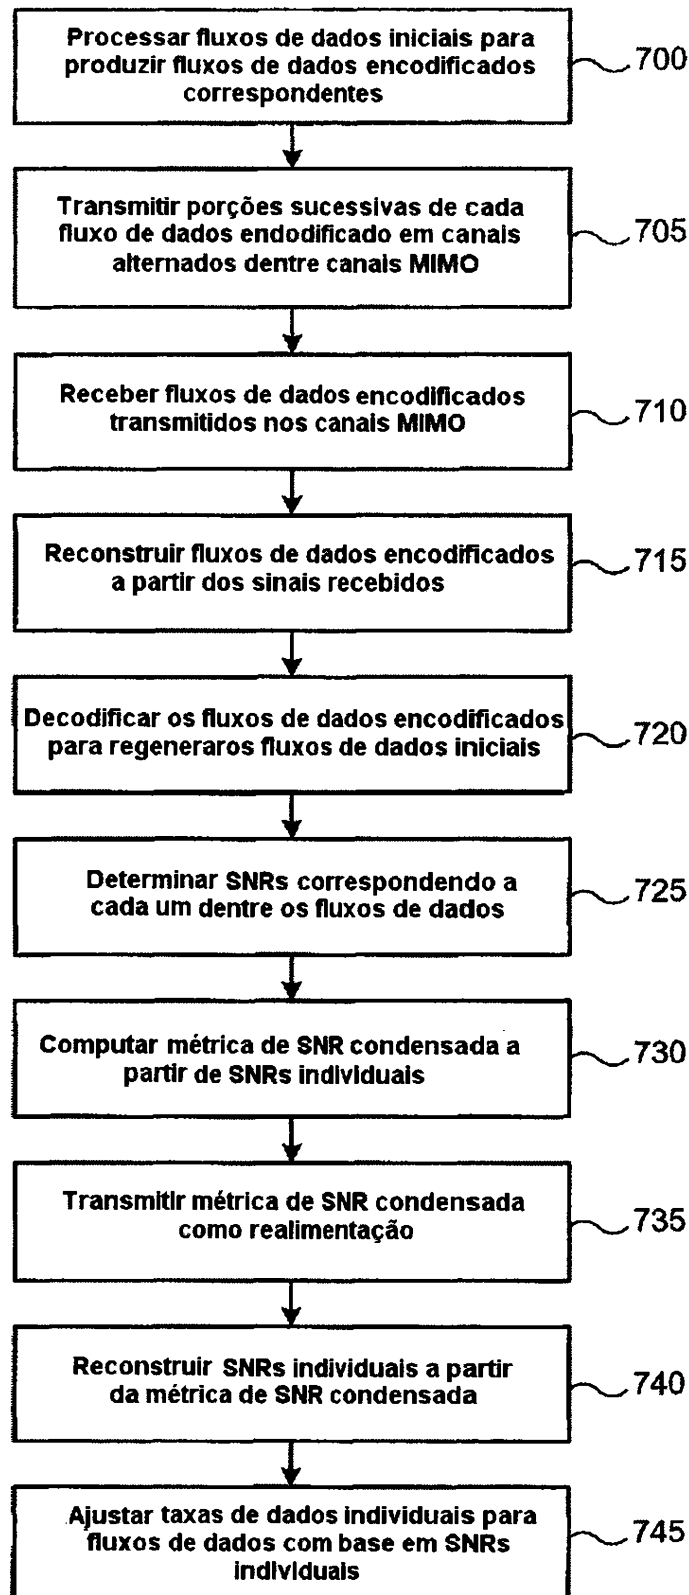 Processar fluxos de dados iniciais para
produzir fluxos de dados encodificados
correspondentes
700
Transmitir porções sucessivas de cada
fluxo de dados endodificado em canais
alternados dentre canais MIMO
705
Receber fluxos de dados encodificados
transmitidos nos canais MIMO
710
Reconstruir fluxos de dados encodificados
a partir dos sinais recebidos
715
Decodificar os fluxos de dados encodificados
para regeneraros fluxos de dados iniciais
720
Determinar SNRs correspondendo a
cada um dentre os fluxos de dados
725
Computar métrica de SNR condensada a
partir de SNRs individuais
730
Transmitir métrica de SNR condensada
como realimentação
735
Reconstruir SNRs individuais a partir
da métrica de SNR condensada
740
Ajustar taxas de dados individuais para
fluxos de dados com base em SNRs
individuais
745